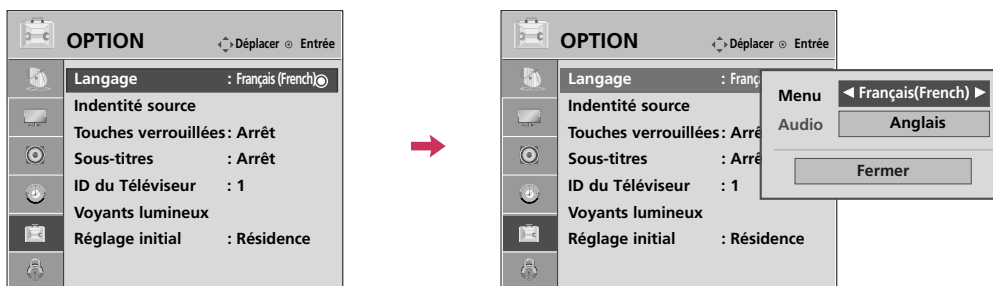 OPTION Déplacer Entrée
Langage : Français (French)
Indentité source
Touches verrouillées : Arrêt
Sous-titres : Arrêt
ID du Téléviseur : 1
Voyants lumineux
Réglage initial : Résidence
OPTION Déplacer Entrée
Langage : Franç
Indentité source
Touches verrouillées : Arrê
Sous-titres : Arrê
ID du Téléviseur : 1
Voyants lumineux
Réglage initial : Résidence
Menu ◄ Français(French) ►
Audio Anglais
Fermer